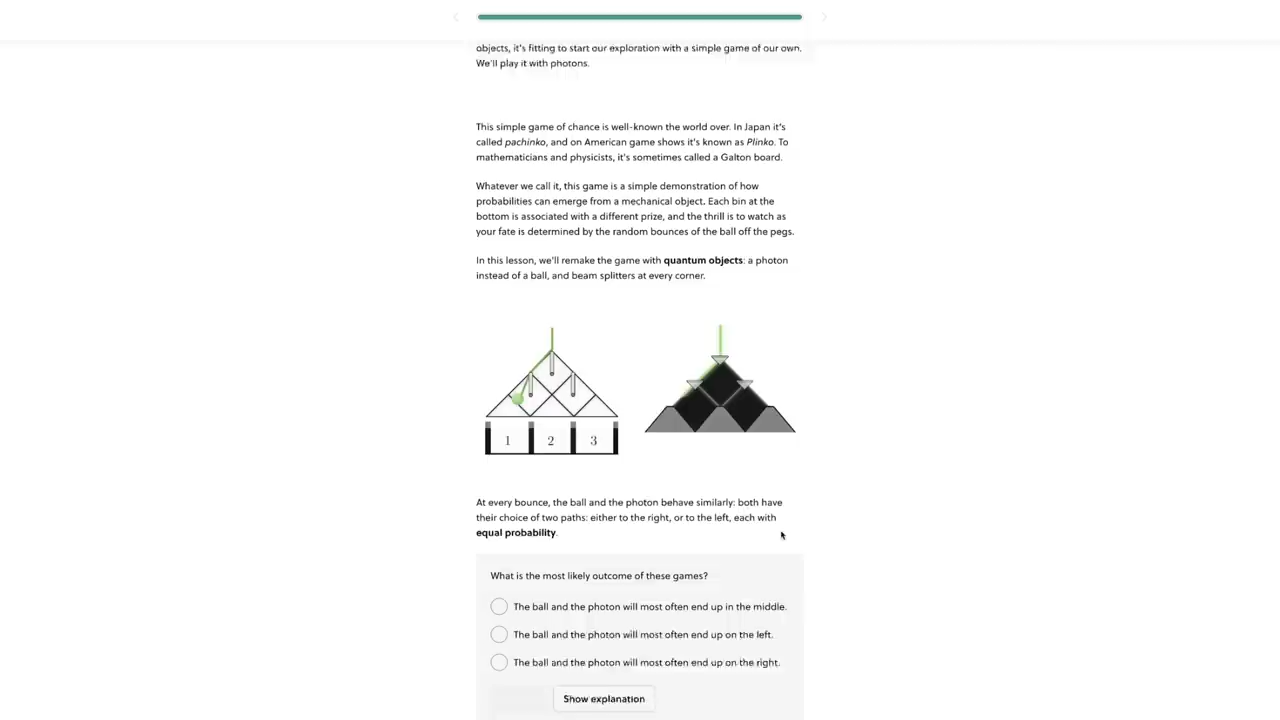 objects, it's fitting to start our exploration with a simple game of our own.
We'll play it with photons.
This simple game of chance is well-known the world over. In Japan it's
called pachinko, and on American game shows it's known as Plinko. To
mathematicians and physicists, it's sometimes called a Galton board.
Whatever we call it, this game is a simple demonstration of how
probabilities can emerge from a mechanical object. Each bin at the
bottom is associated with a different prize, and the thrill is to watch as
your fate is determined by the random bounces of the ball off the pegs.
In this lesson, we'll remake the game with quantum objects: a photon
instead of a ball, and beam splitters at every corner.
1 2 3
At every bounce, the ball and the photon behave similarly: both have
their choice of two paths: either to the right, or to the left, each with
equal probability.
What is the most likely outcome of these games?
The ball and the photon will most often end up in the middle.
The ball and the photon will most often end up on the left.
The ball and the photon will most often end up on the right.
Show explanation